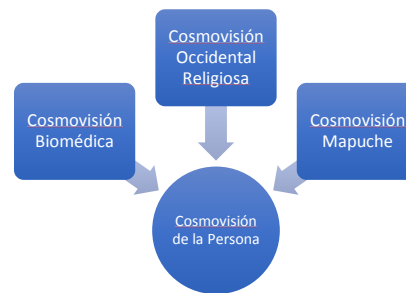 Cosmovisión
Occidental
Religiosa
Cosmovisión
Biomédica
Cosmovisión
Mapuche
Cosmovisión
de la Persona